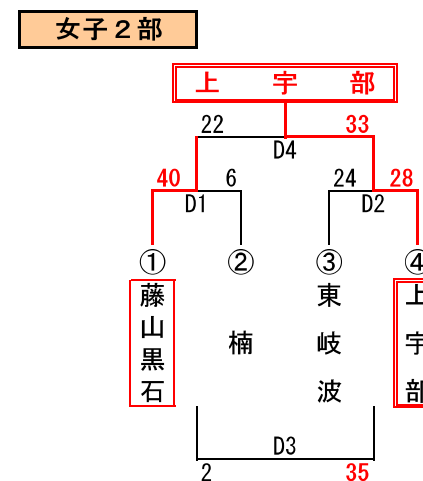 女子２部
上 宇 部
22 33
D4
40 6 24 28
D1 D2
① ② ③ ④
藤山黒石
楠
東岐波
上宇部
D3
2 35